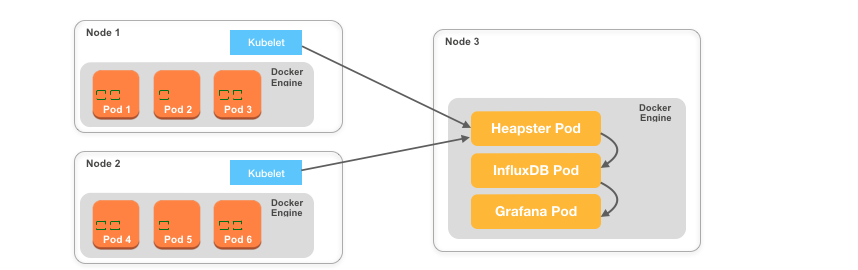 Node 1
Kubelet
Docker
Engine
Pod 1
Pod 2
Pod 3
Node 2
Kubelet
Docker
Engine
Pod 4
Pod 5
Pod 6
Node 3
Docker
Engine
Heapster Pod
InfluxDB Pod
Grafana Pod